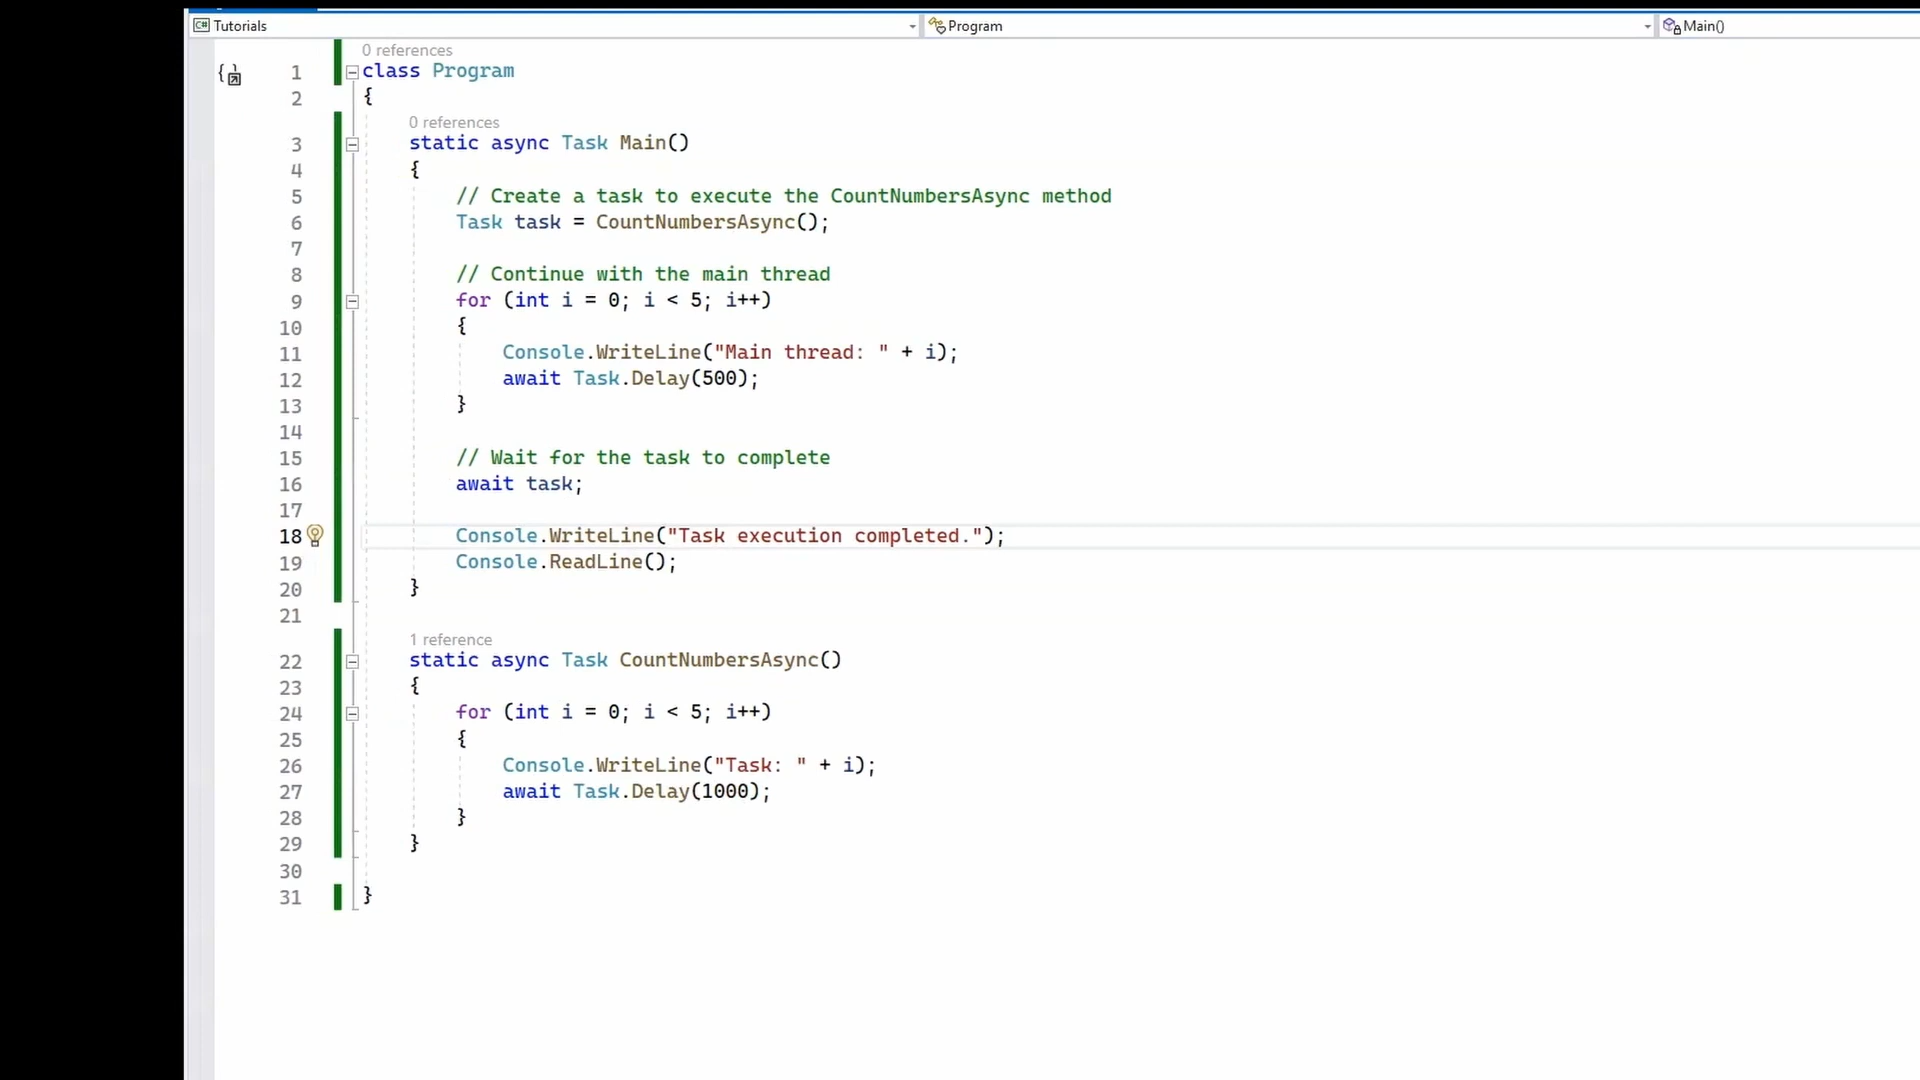 Tutorials
Program
Main()
0 references
1 class Program
2 {
0 references
3 static async Task Main()
4 {
5 // Create a task to execute the CountNumbersAsync method
6 Task task = CountNumbersAsync();
7
8 // Continue with the main thread
9 for (int i = 0; i < 5; i++)
10 {
11 Console.WriteLine("Main thread: " + i);
12 await Task.Delay(500);
13 }
14
15 // Wait for the task to complete
16 await task;
17
18 Console.WriteLine("Task execution completed.");
19 Console.ReadLine();
20 }
21
1 reference
22 static async Task CountNumbersAsync()
23 {
24 for (int i = 0; i < 5; i++)
25 {
26 Console.WriteLine("Task: " + i);
27 await Task.Delay(1000);
28 }
29 }
30
31 }